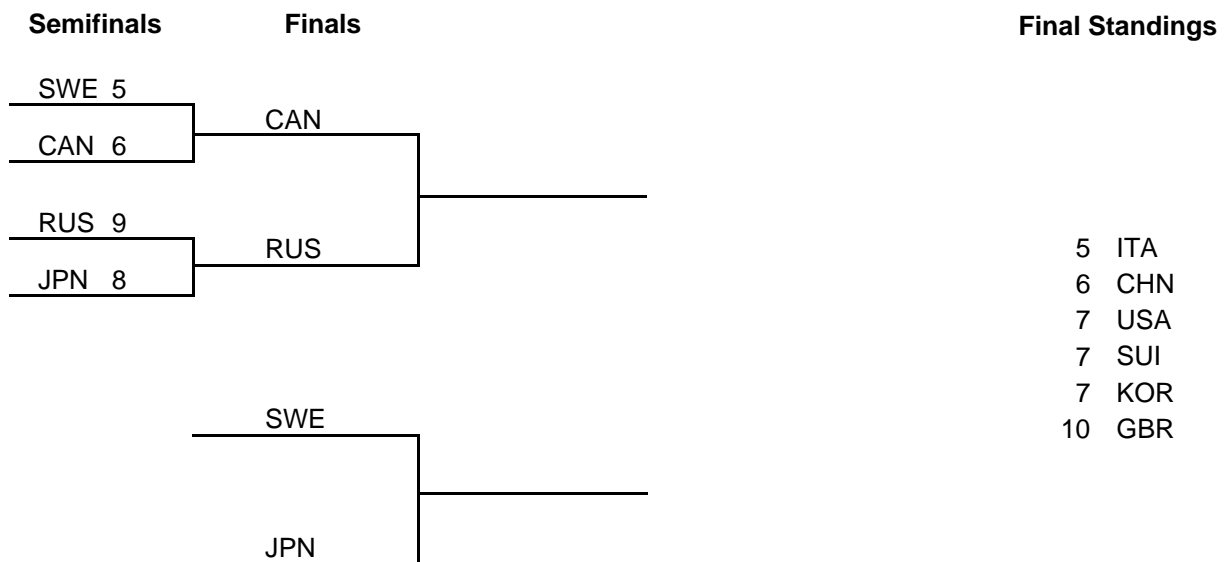 Semifinals Finals Final Standings
SWE 5
CAN
CAN 6
RUS 9
RUS
JPN 8
5 ITA
6 CHN
7 USA
7 SUI
7 KOR
10 GBR
SWE
JPN